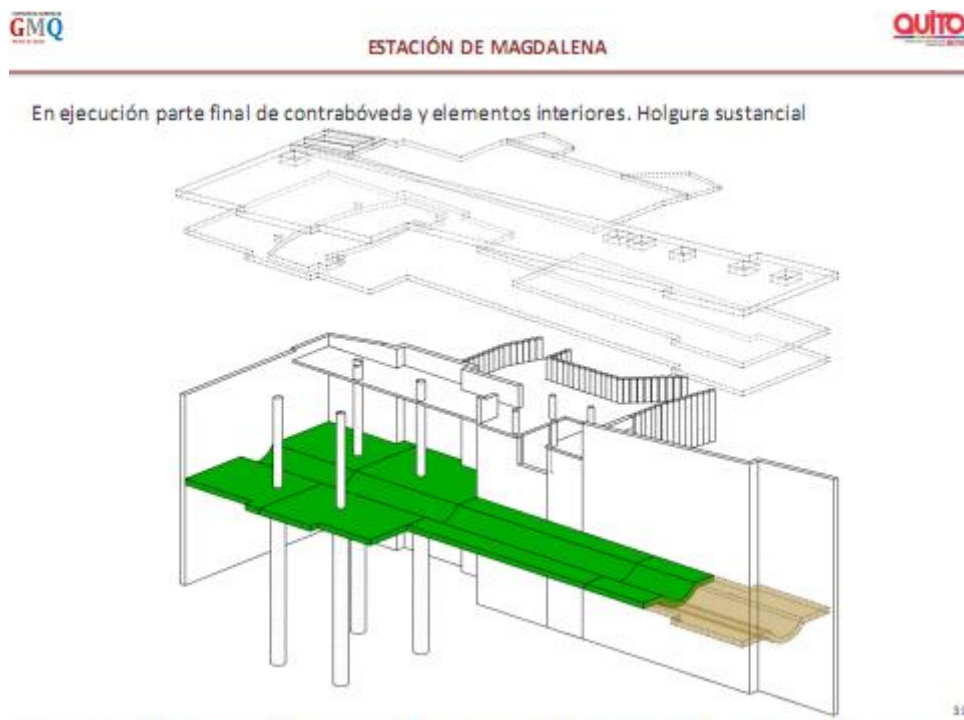 GMQ
QUITO
ESTACIÓN DE MAGDALENA
En ejecución parte final de contrabóveda y elementos interiores. Holgura sustancial